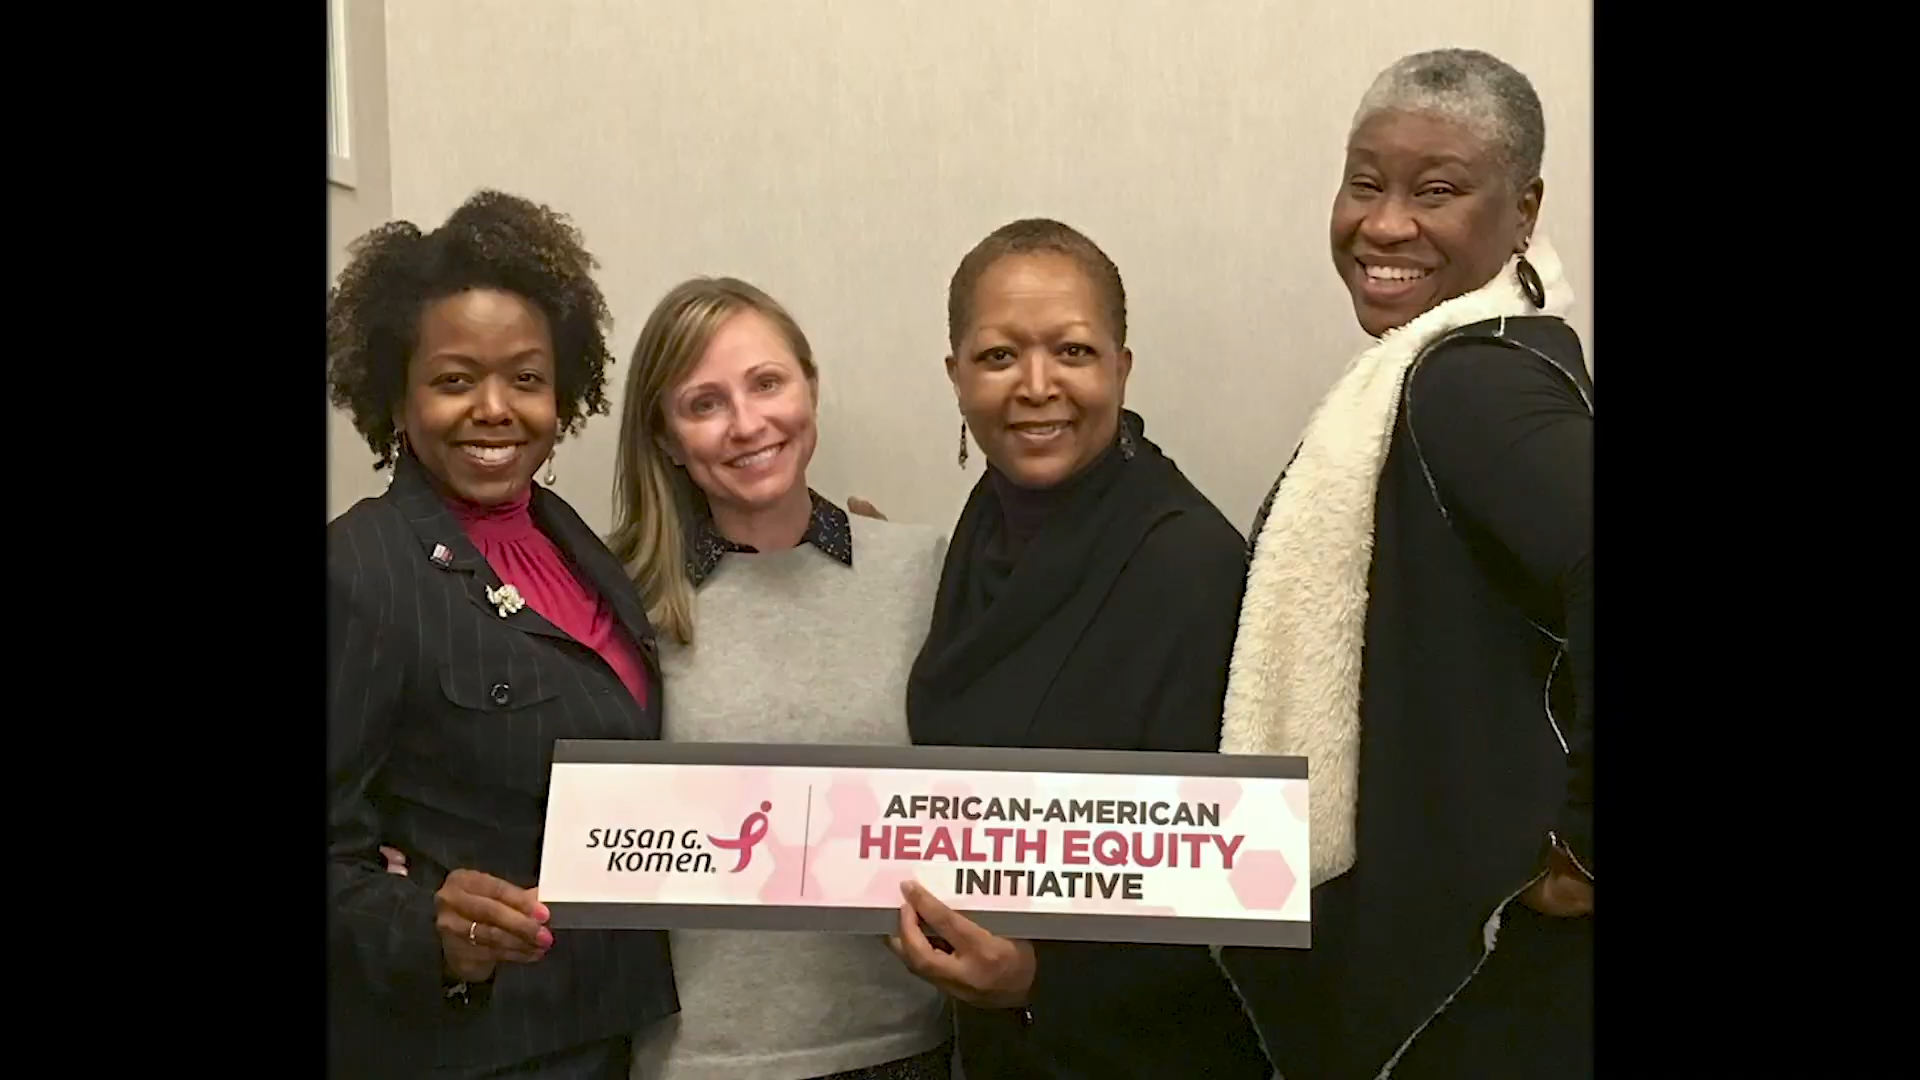 susan G.
komen®
AFRICAN-AMERICAN
HEALTH EQUITY
INITIATIVE